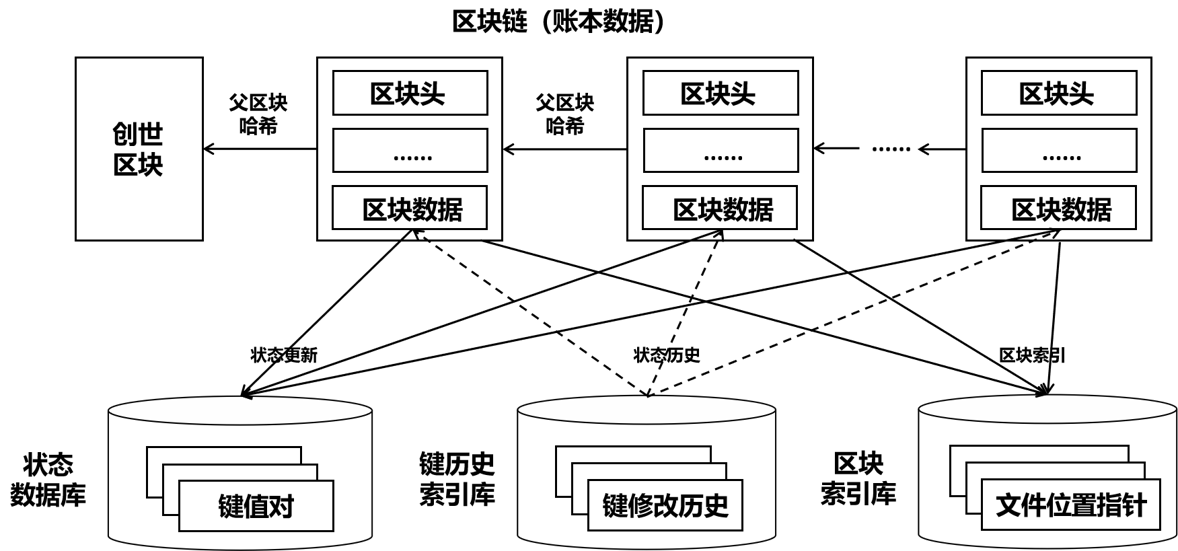 区块链（账本数据）
创世
区块
父区块
哈希
区块头
······
区块数据
父区块
哈希
区块头
······
区块数据
······
区块头
······
区块数据
状态更新
状态历史
区块索引
状态
数据库
键值对
键历史
索引库
键修改历史
区块
索引库
文件位置指针